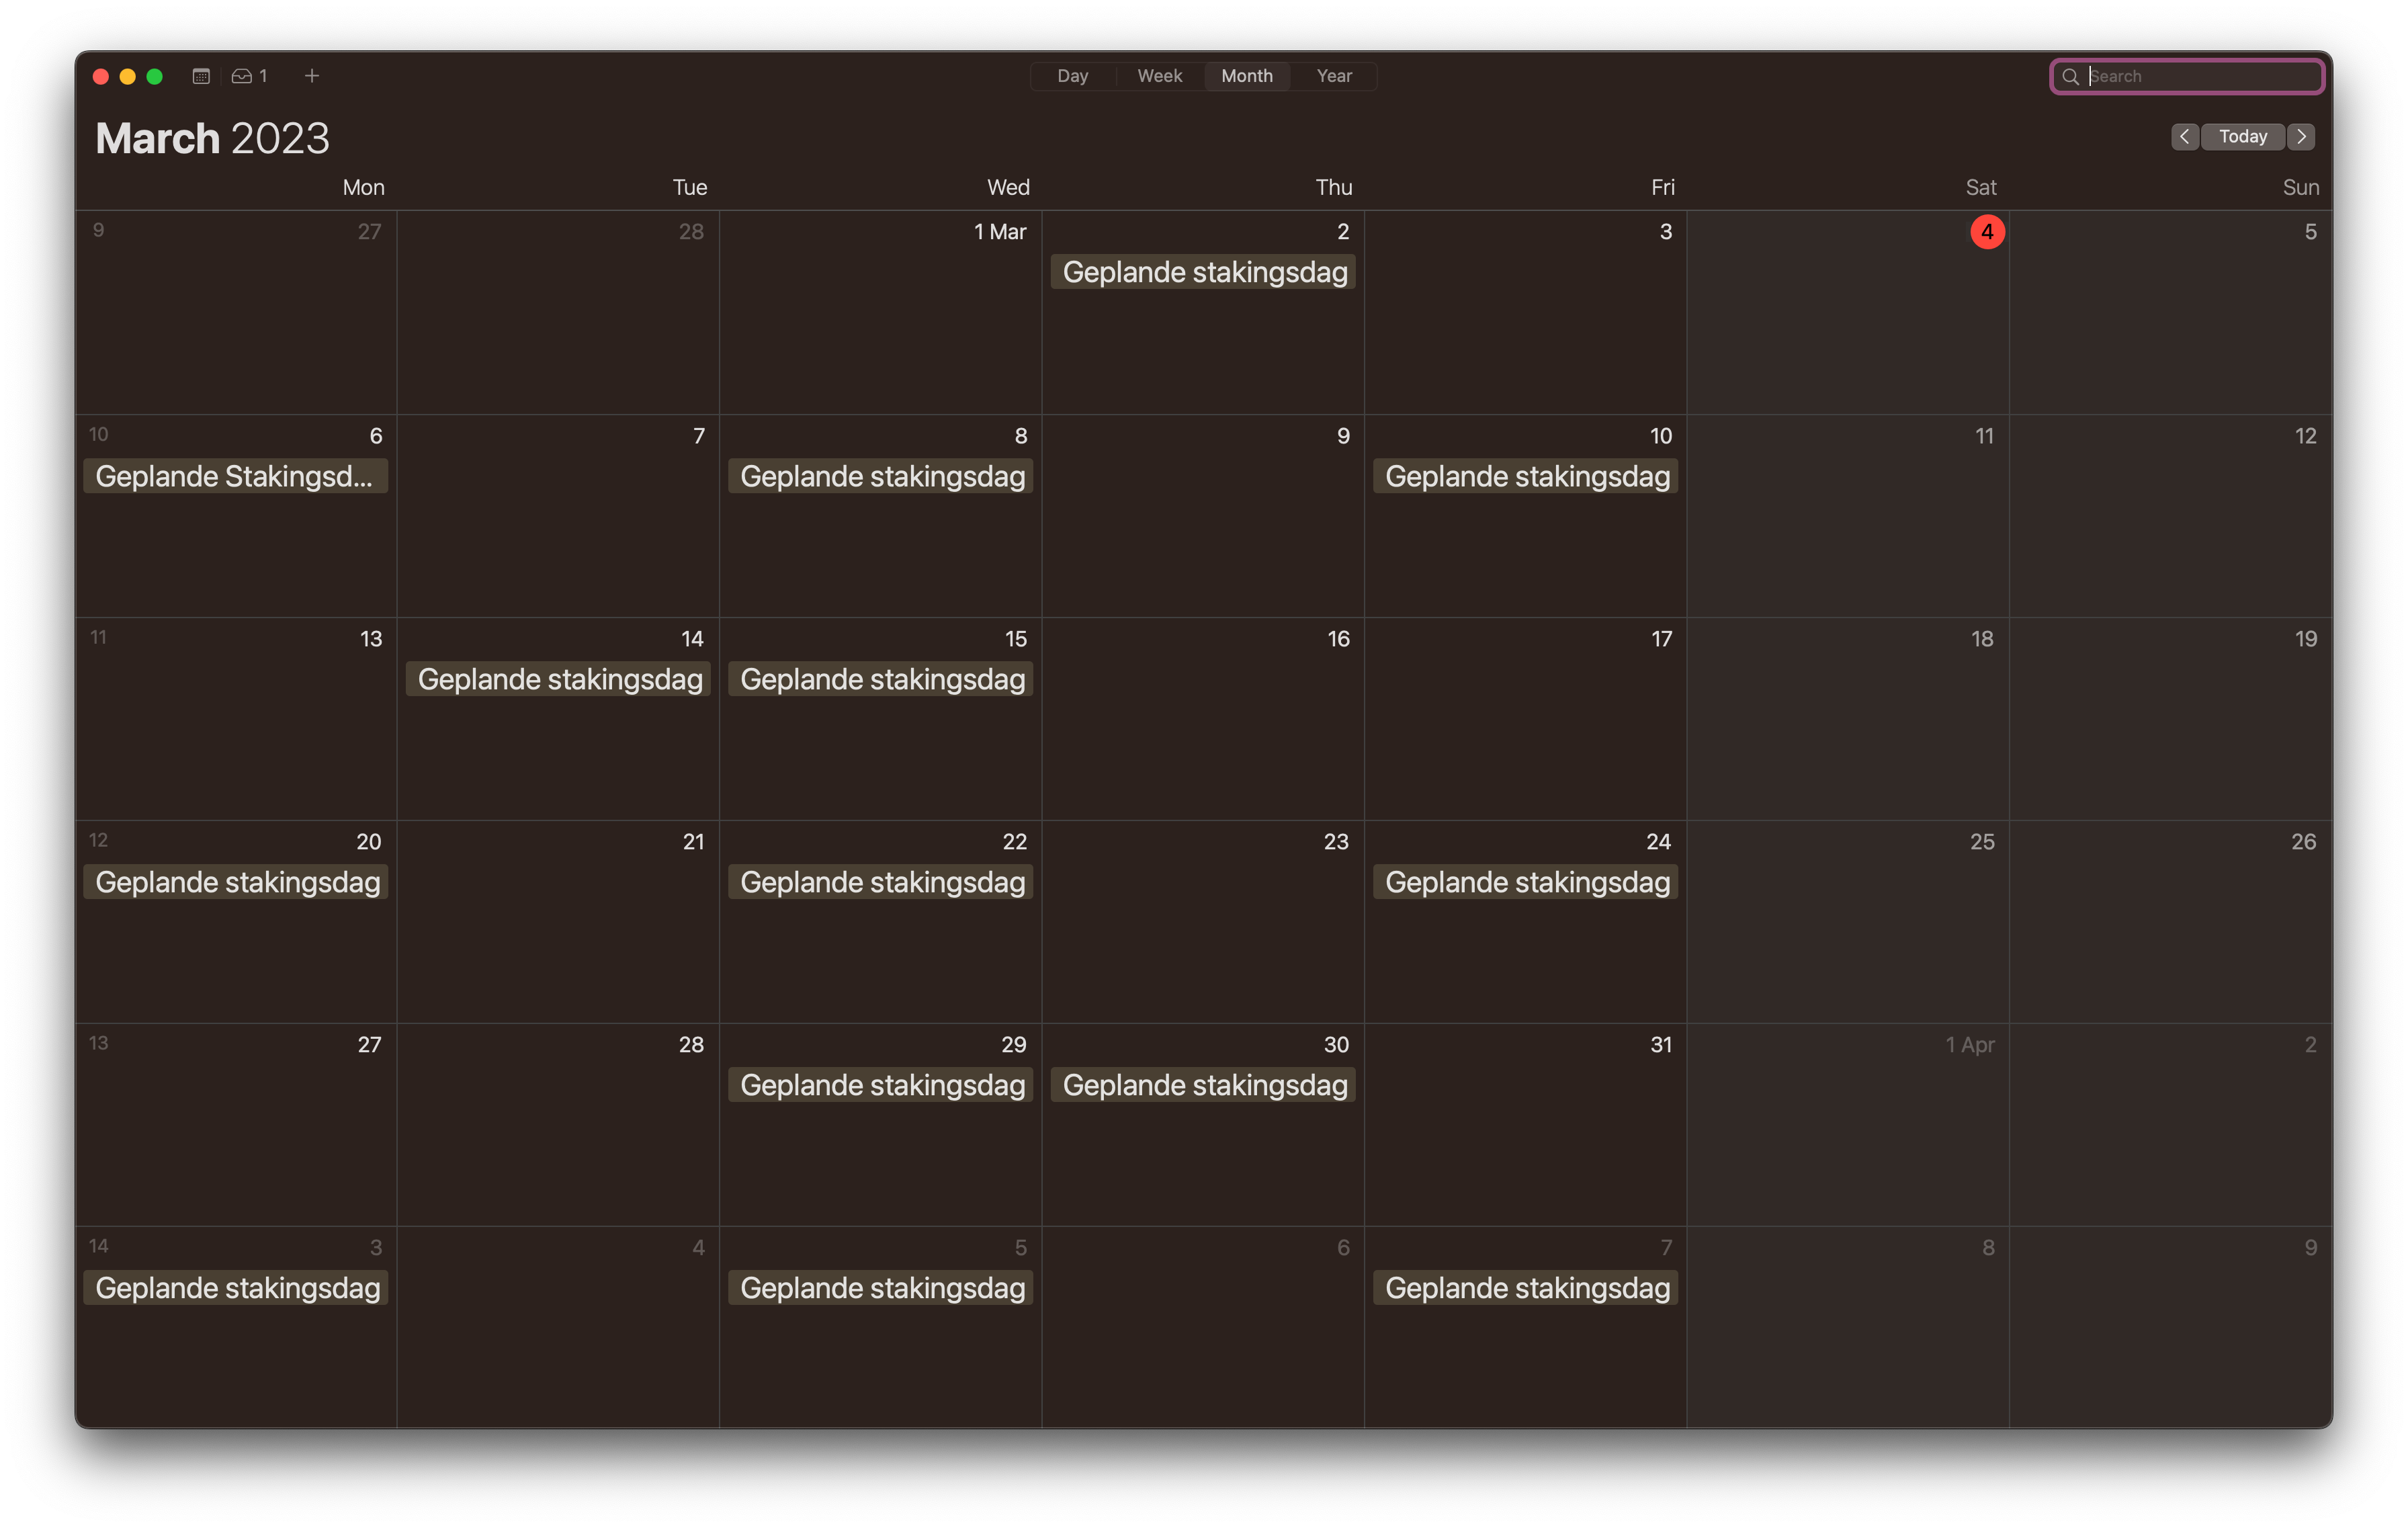 1
Day Week Month Year
Search
March 2023
Today
Mon Tue Wed Thu Fri Sat Sun
9 27 28 1 Mar 2 3 4 5
Geplande stakingsdag
10 6 7 8 9 10 11 12
Geplande Stakingsd... Geplande stakingsdag Geplande stakingsdag
11 13 14 15 16 17 18 19
Geplande stakingsdag Geplande stakingsdag
12 20 21 22 23 24 25 26
Geplande stakingsdag Geplande stakingsdag Geplande stakingsdag
13 27 28 29 30 31 1 Apr 2
Geplande stakingsdag Geplande stakingsdag
14 3 4 5 6 7 8 9
Geplande stakingsdag Geplande stakingsdag Geplande stakingsdag